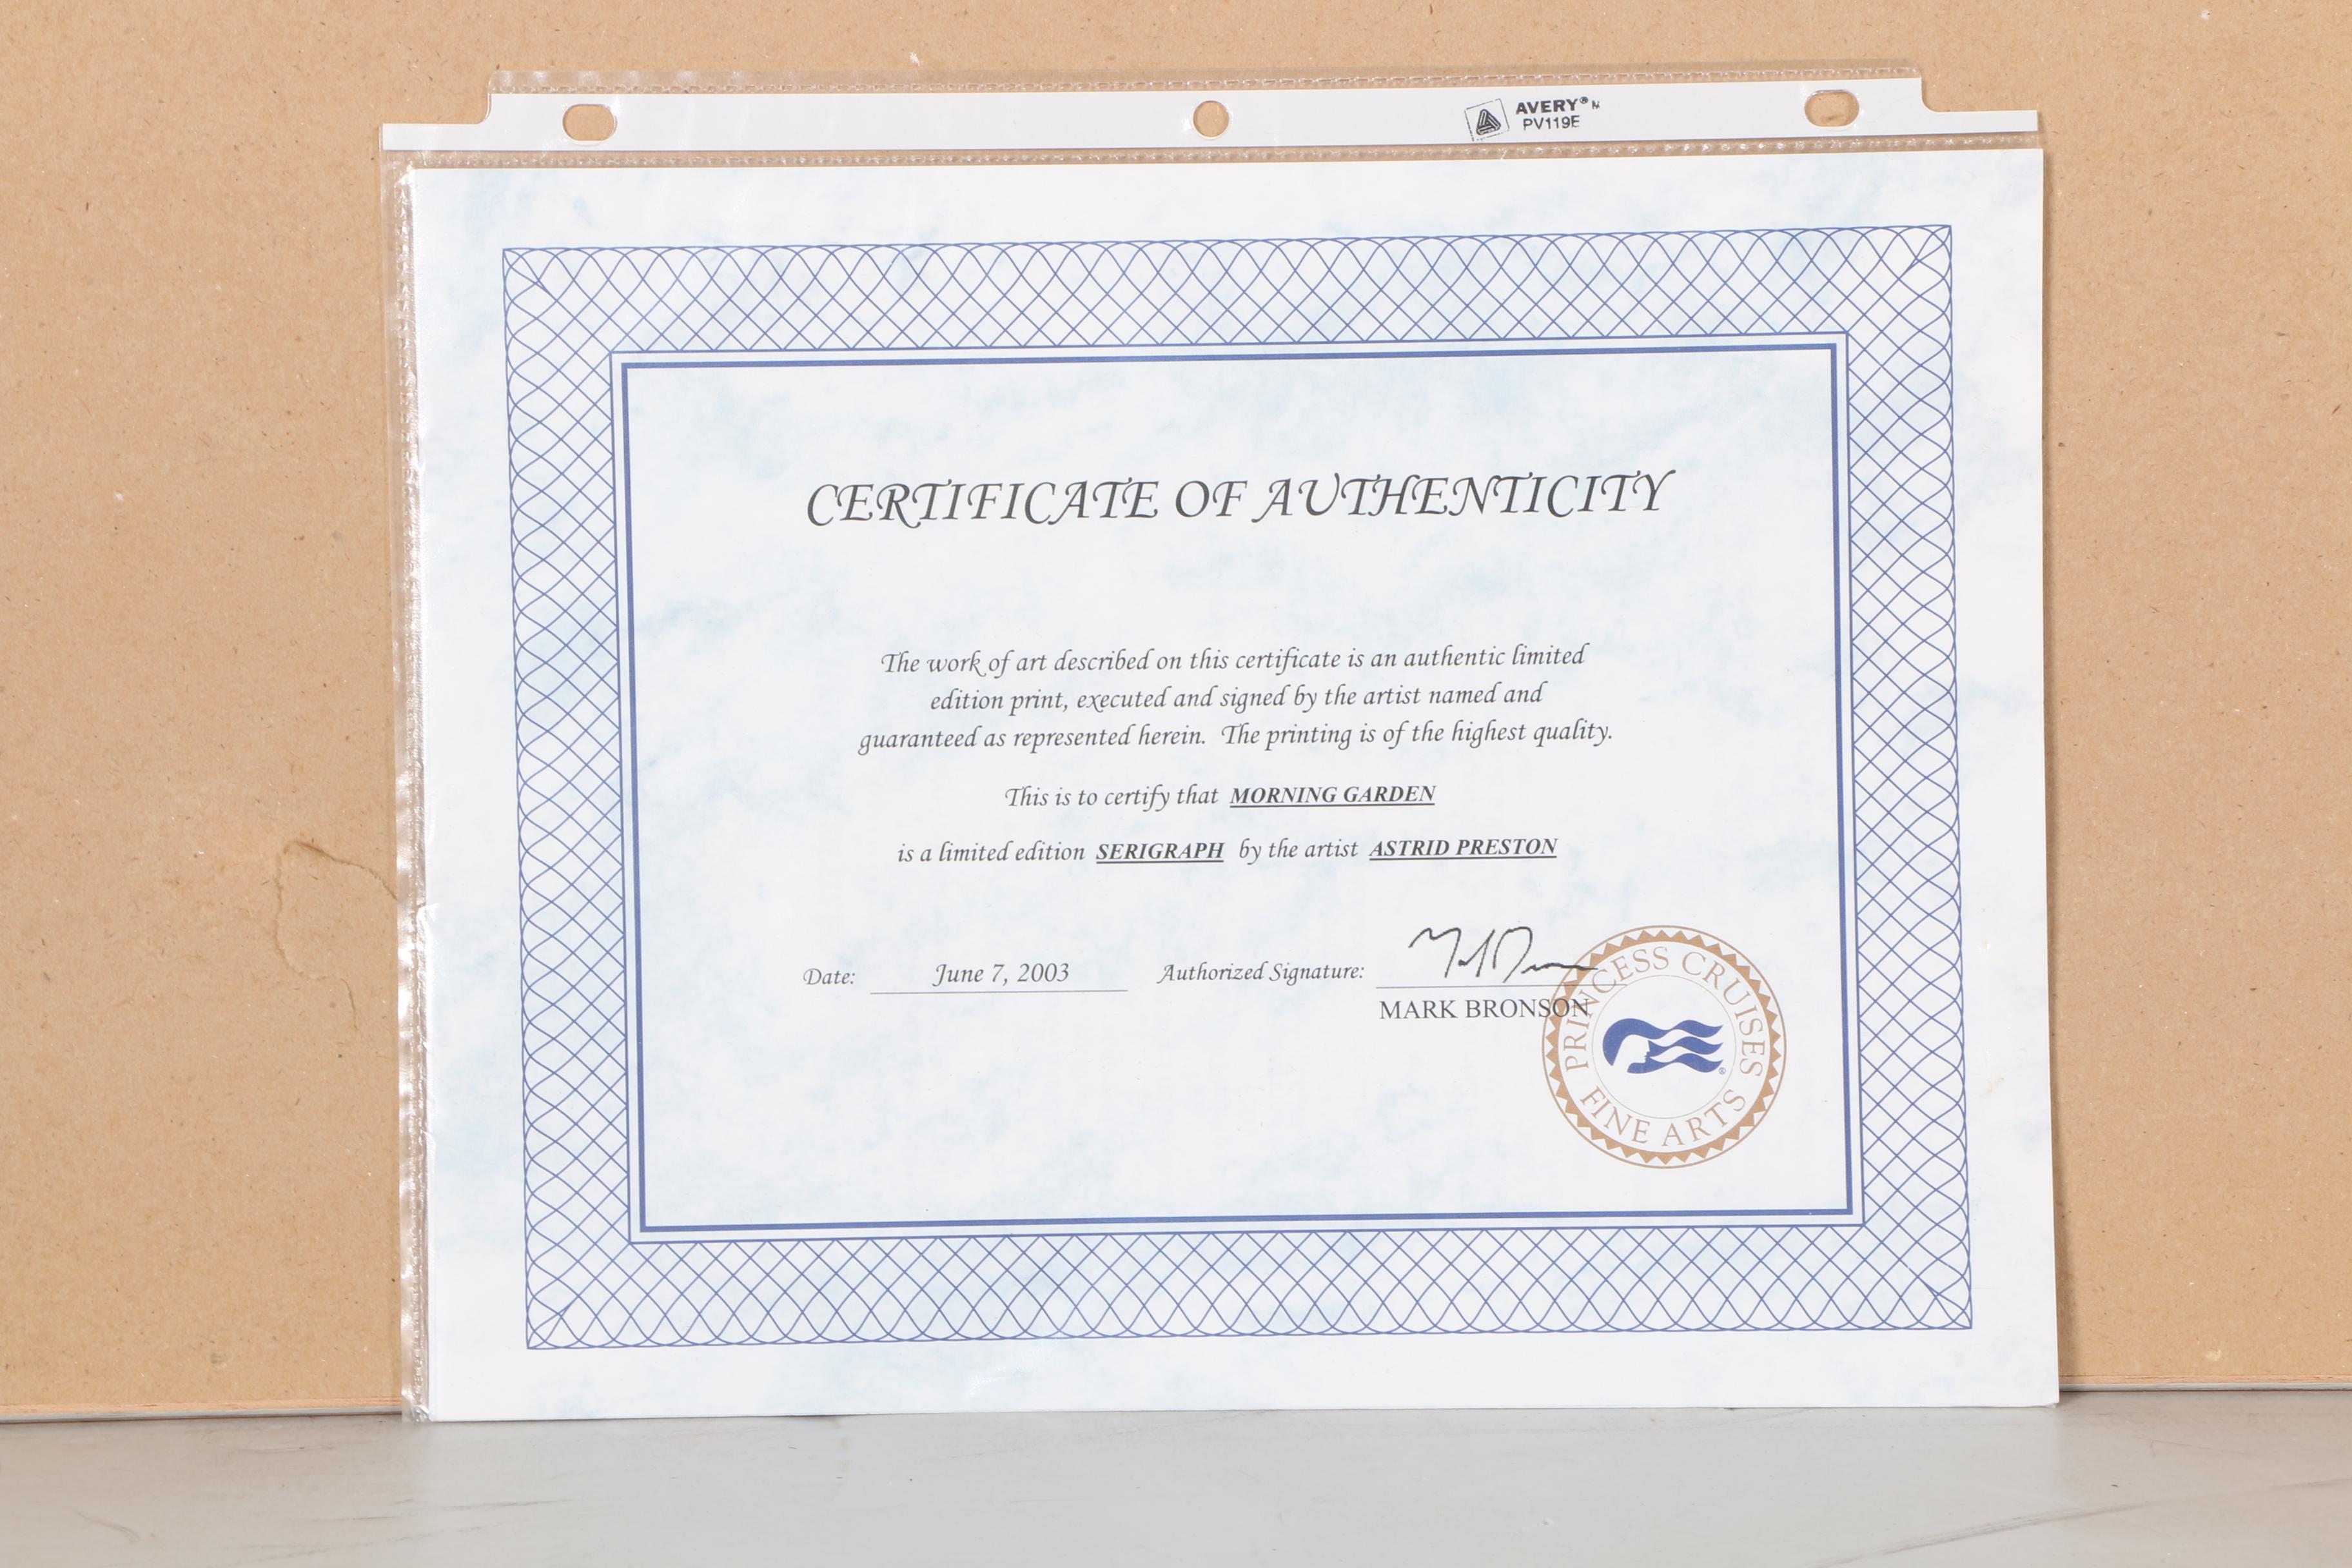 AVERY®
PV119E
CERTIFICATE OF AUTHENTICITY
The work of art described on this certificate is an authentic limited
edition print, executed and signed by the artist named and
guaranteed as represented herein. The printing is of the highest quality.
This is to certify that MORNING GARDEN
is a limited edition SERIGRAPH by the artist ASTRID PRESTON
Date: June 7, 2003 Authorized Signature:
MARK BRONSON
PRINCESS CRUISES
®
FINE ARTS